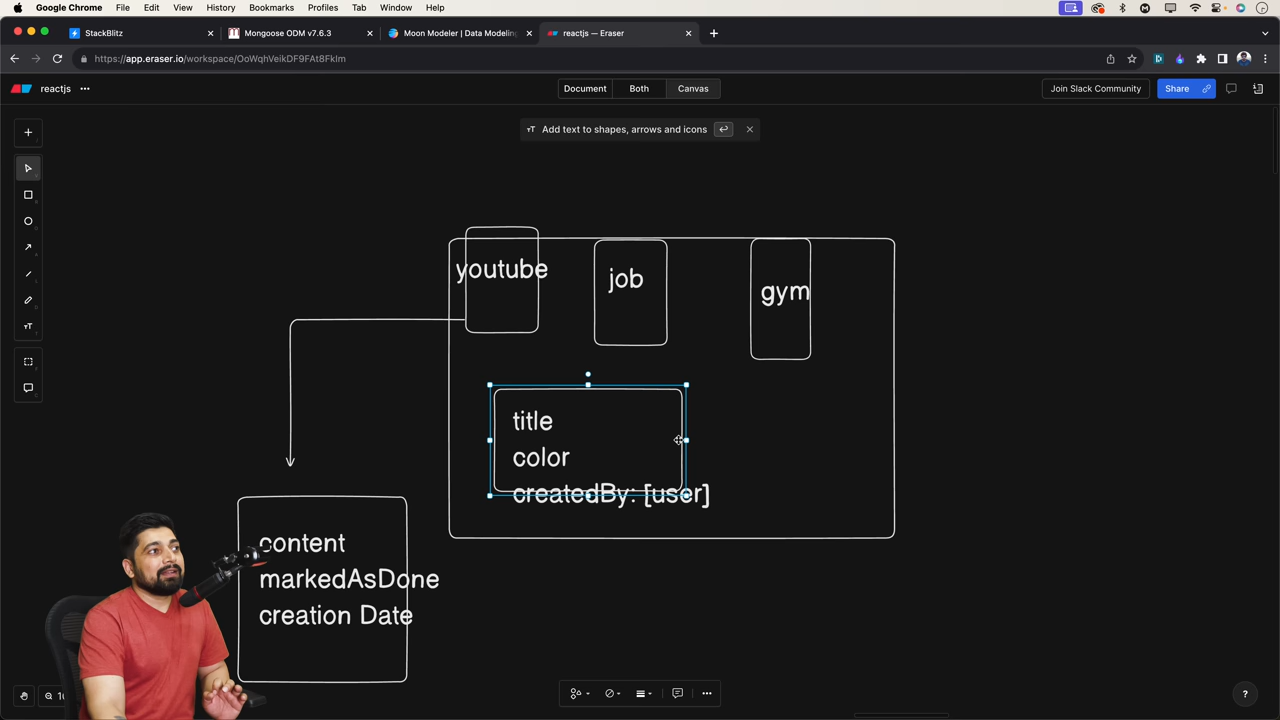 Google Chrome File Edit View History Bookmarks Profiles Tab Window Help
StackBlitz
Mongoose ODM v7.6.3
Moon Modeler | Data Modeling
reactjs — Eraser
https://app.eraser.io/workspace/OoWqhVeikDF9FAt8FkIm
reactjs
Document Both Canvas
Join Slack Community
Share
Add text to shapes, arrows and icons
youtube
job
gym
title
color
createdBy: [user]
content
markedAsDone
creation Date
?